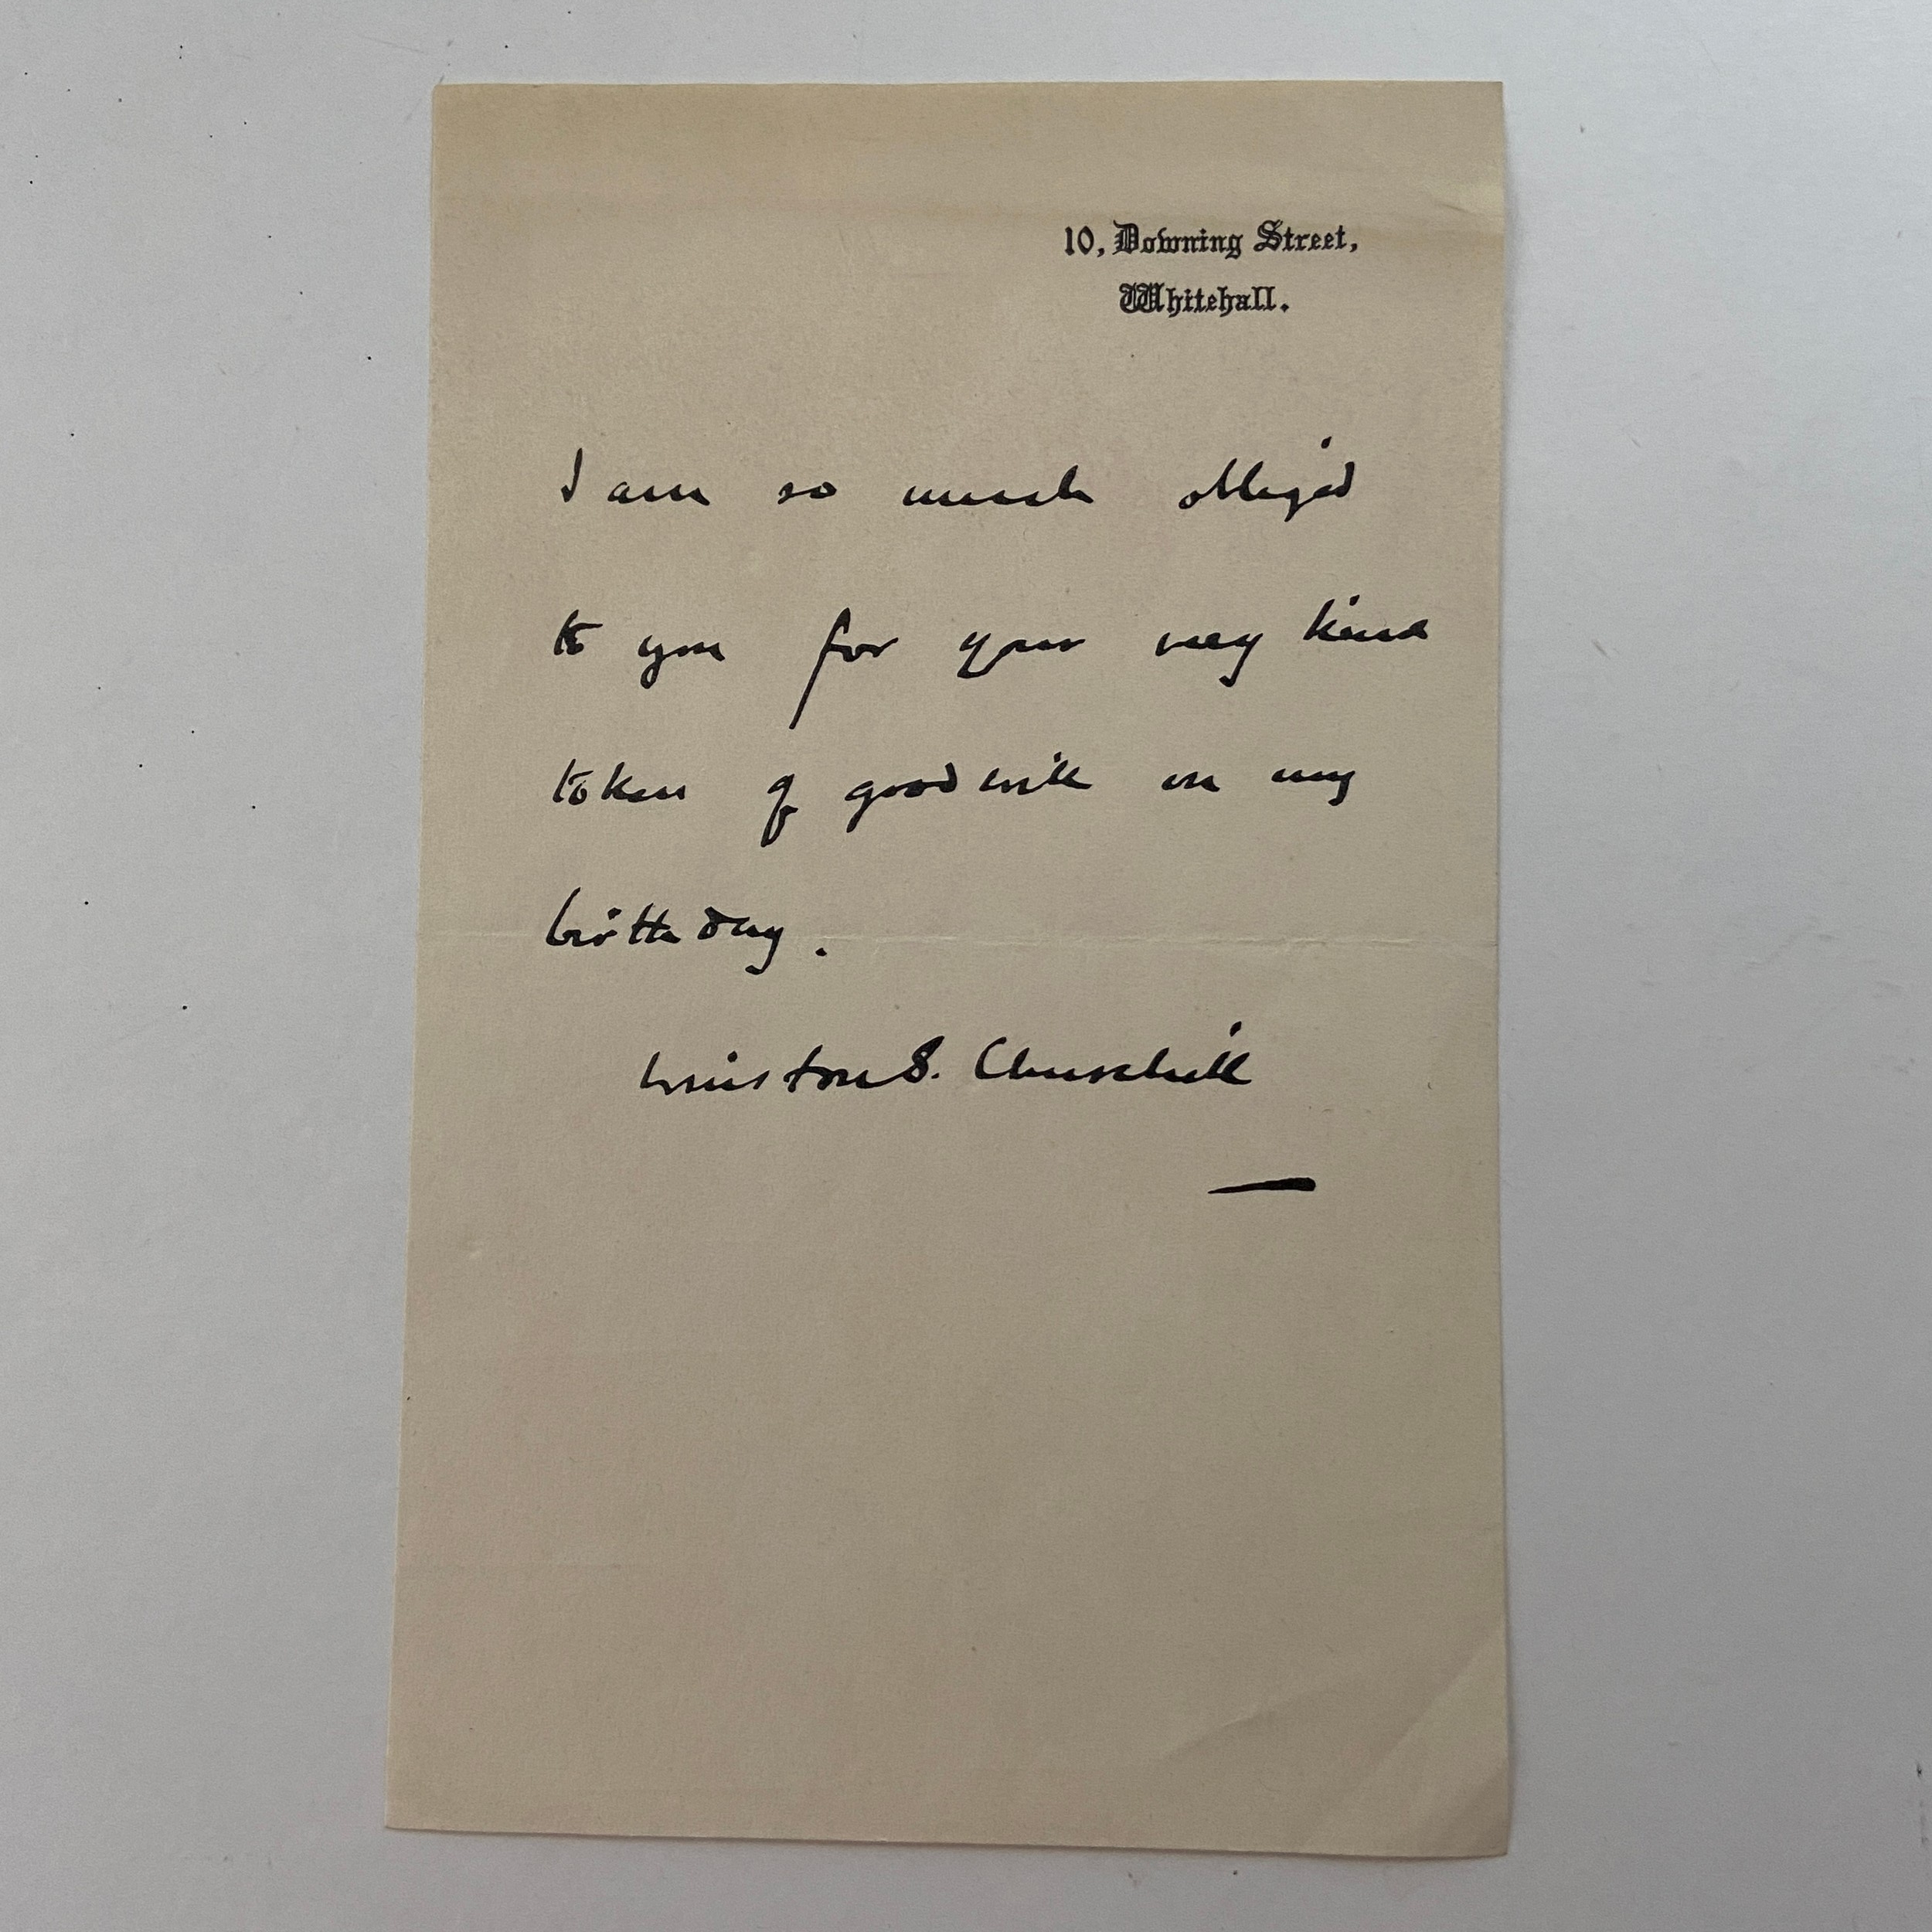 10, Downing Street,
Whitehall.
I am so much obliged
to you for your very kind
token of goodwill on my
birthday.
Winston S. Churchill